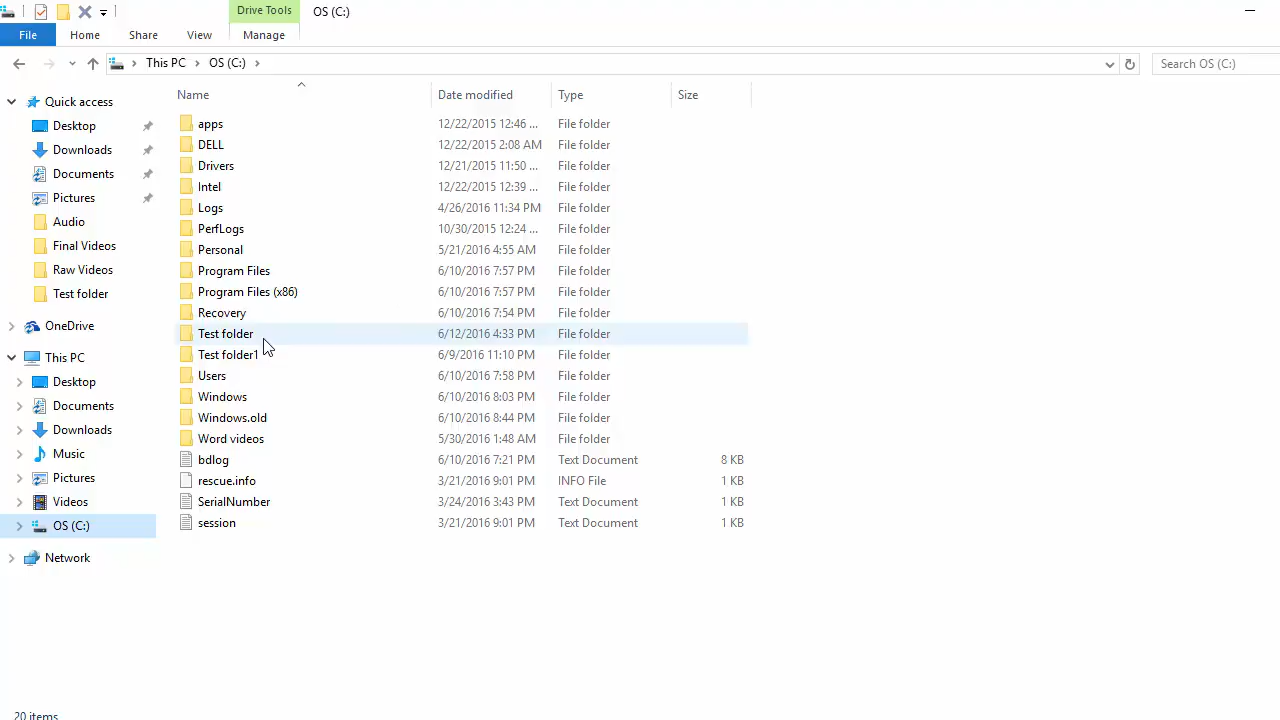 Drive Tools OS (C:)
File Home Share View Manage
This PC OS (C:) Search OS (C:)
Name Date modified Type Size
Quick access
Desktop
Downloads
Documents
Pictures
Audio
Final Videos
Raw Videos
Test folder
OneDrive
This PC
Desktop
Documents
Downloads
Music
Pictures
Videos
OS (C:)
Network
apps 12/22/2015 12:46 ... File folder
DELL 12/22/2015 2:08 AM File folder
Drivers 12/21/2015 11:50 ... File folder
Intel 12/22/2015 12:39 ... File folder
Logs 4/26/2016 11:34 PM File folder
PerfLogs 10/30/2015 12:24 ... File folder
Personal 5/21/2016 4:55 AM File folder
Program Files 6/10/2016 7:57 PM File folder
Program Files (x86) 6/10/2016 7:57 PM File folder
Recovery 6/10/2016 7:54 PM File folder
Test folder 6/12/2016 4:33 PM File folder
Test folder1 6/9/2016 11:10 PM File folder
Users 6/10/2016 7:58 PM File folder
Windows 6/10/2016 8:03 PM File folder
Windows.old 6/10/2016 8:44 PM File folder
Word videos 5/30/2016 1:48 AM File folder
bdlog 6/10/2016 7:21 PM Text Document 8 KB
rescue.info 3/21/2016 9:01 PM INFO File 1 KB
SerialNumber 3/24/2016 3:43 PM Text Document 1 KB
session 3/21/2016 9:01 PM Text Document 1 KB
20 items